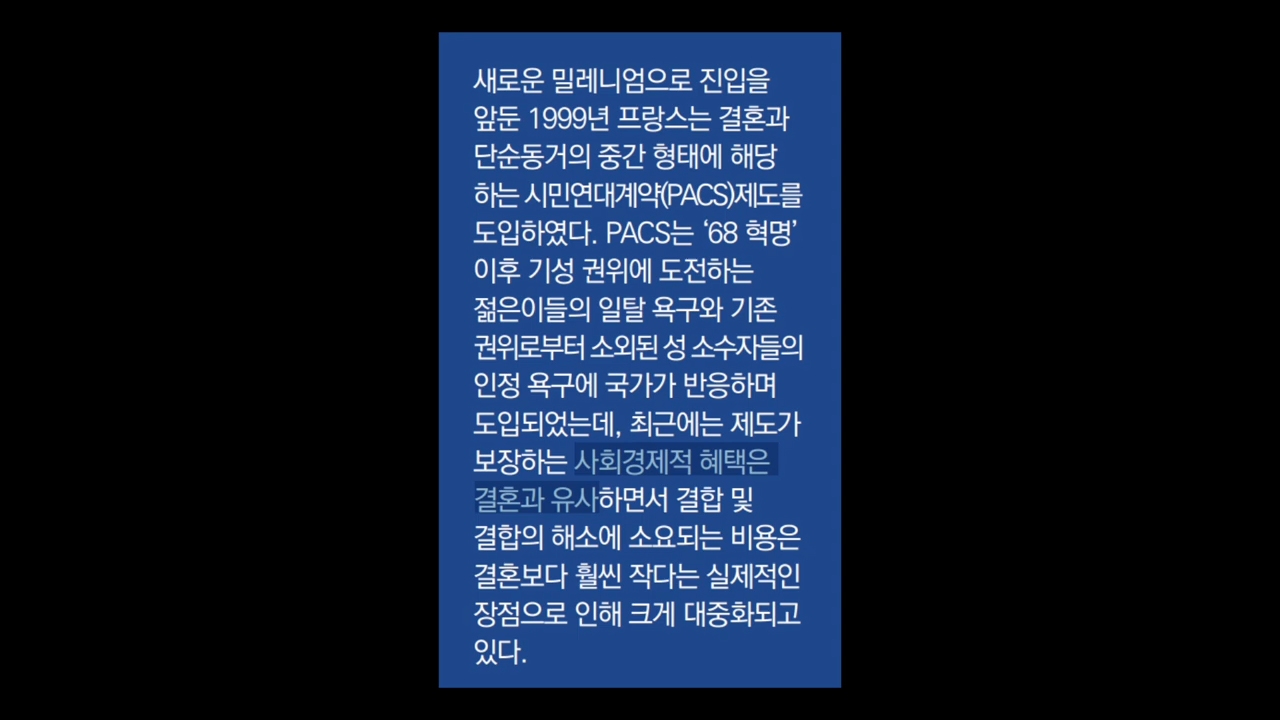 새로운 밀레니엄으로 진입을
앞둔 1999년 프랑스는 결혼과
단순동거의 중간 형태에 해당
하는 시민연대계약(PACS)제도를
도입하였다. PACS는 ‘68 혁명’
이후 기성 권위에 도전하는
젊은이들의 일탈 욕구와 기존
권위로부터 소외된 성 소수자들의
인정 욕구에 국가가 반응하며
도입되었는데, 최근에는 제도가
보장하는 사회경제적 혜택은
결혼과 유사하면서 결합 및
결합의 해소에 소요되는 비용은
결혼보다 훨씬 작다는 실제적인
장점으로 인해 크게 대중화되고
있다.